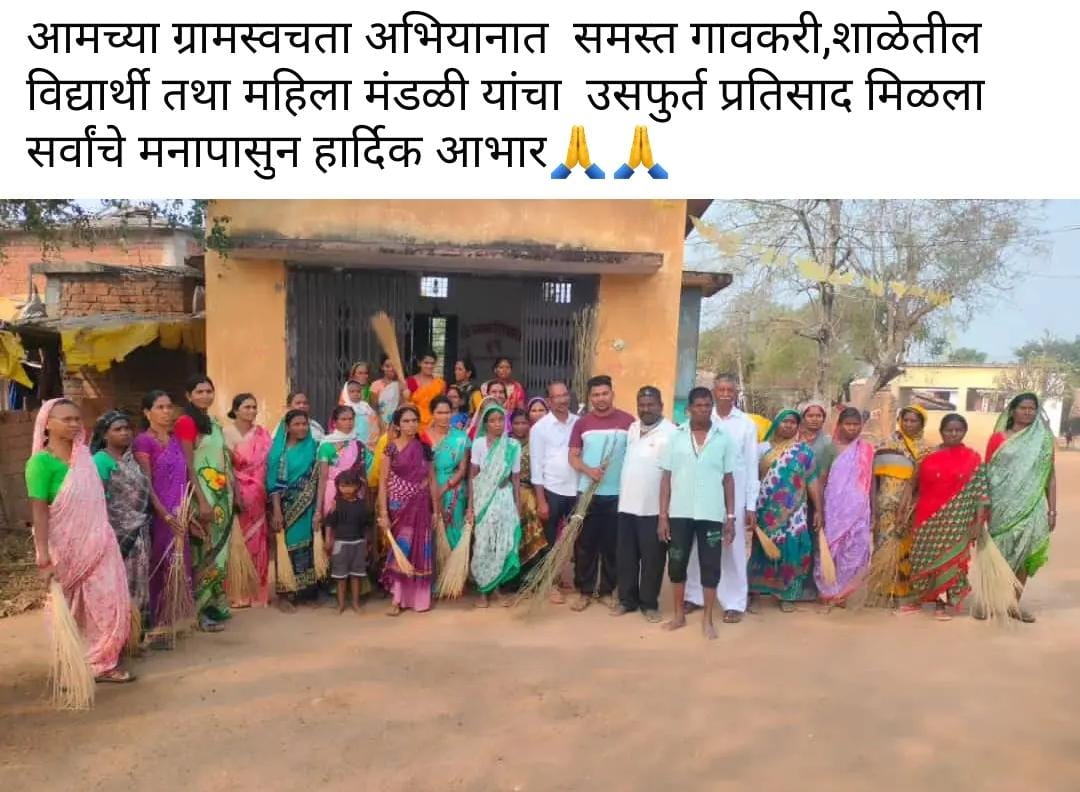 आमच्या ग्रामस्वचता अभियानात समस्त गावकरी,शाळेतील
विद्यार्थी तथा महिला मंडळी यांचा उसफुर्त प्रतिसाद मिळला
सर्वांचे मनापासुन हार्दिक आभार🙏🙏